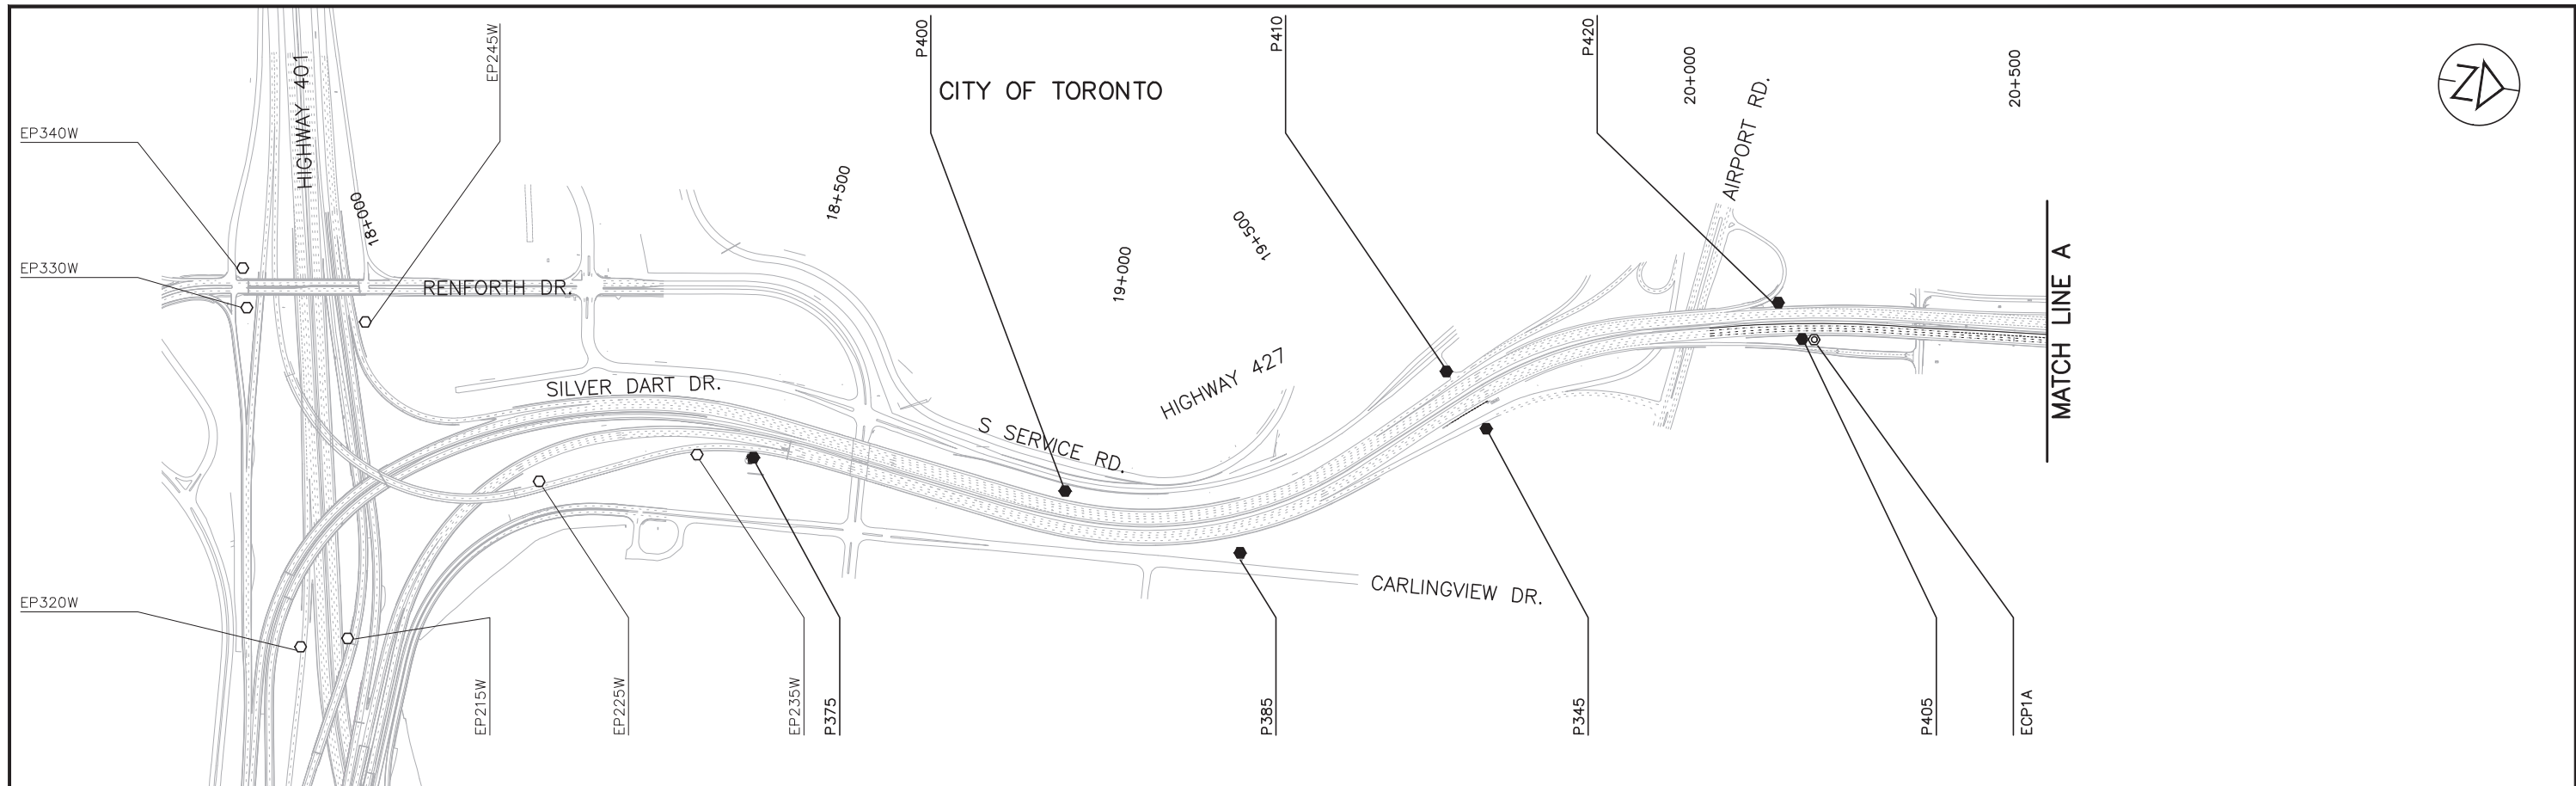 EP245W
P400
P410
P420
HIGHWAY 401
20+000
20+500
CITY OF TORONTO
AIRPORT RD.
N
EP340W
18+000
18+500
19+000
19+500
EP330W
RENFORTH DR.
MATCH LINE A
SILVER DART DR.
HIGHWAY 427
S SERVICE RD.
CARLINGVIEW DR.
EP320W
EP215W
EP225W
EP235W
P375
P385
P345
P405
ECP1A